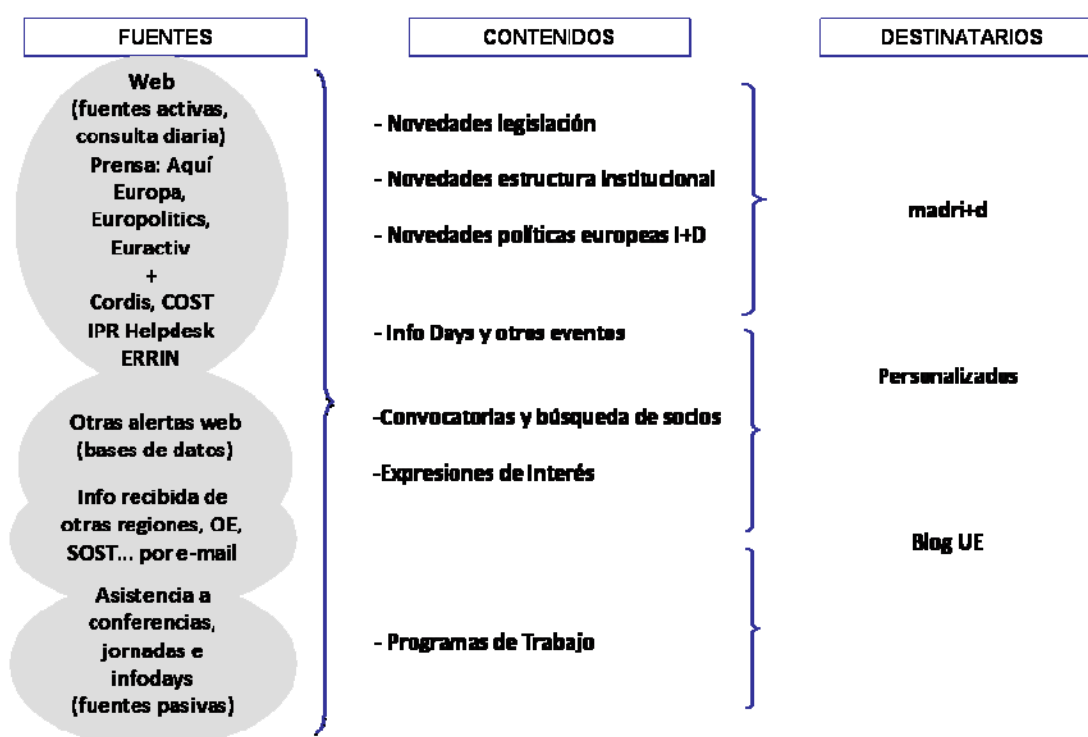 FUENTES
CONTENIDOS
DESTINATARIOS
Web
(fuentes activas,
consulta diaria)
Prensa: Aquí
Europa,
Europolitics,
Euractiv
+
Cordis, COST
IPR Helpdesk
ERRIN
Otras alertas web
(bases de datos)
Info recibida de
otras regiones, OE,
SOST... por e-mail
Asistencia a
conferencias,
jornadas e
infodays
(fuentes pasivas)
- Novedades legislación
- Novedades estructura institucional
- Novedades políticas europeas I+D
- Info Days y otros eventos
-Convocatorias y búsqueda de socios
-Expresiones de Interés
- Programas de Trabajo
madri+d
Personalizados
Blog UE